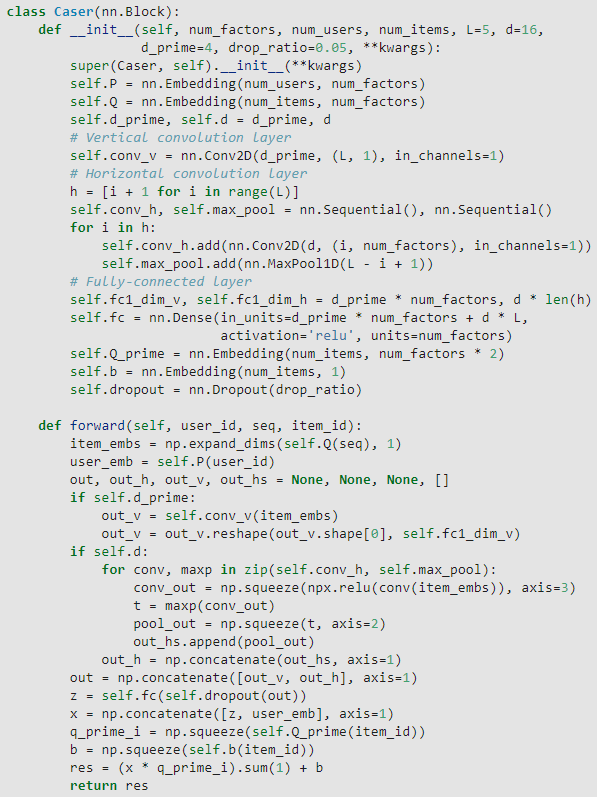 class Caser(nn.Block):
    def __init__(self, num_factors, num_users, num_items, L=5, d=16,
                 d_prime=4, drop_ratio=0.05, **kwargs):
        super(Caser, self).__init__(**kwargs)
        self.P = nn.Embedding(num_users, num_factors)
        self.Q = nn.Embedding(num_items, num_factors)
        self.d_prime, self.d = d_prime, d
        # Vertical convolution layer
        self.conv_v = nn.Conv2D(d_prime, (L, 1), in_channels=1)
        # Horizontal convolution layer
        h = [i + 1 for i in range(L)]
        self.conv_h, self.max_pool = nn.Sequential(), nn.Sequential()
        for i in h:
            self.conv_h.add(nn.Conv2D(d, (i, num_factors), in_channels=1))
            self.max_pool.add(nn.MaxPool1D(L - i + 1))
        # Fully-connected layer
        self.fc1_dim_v, self.fc1_dim_h = d_prime * num_factors, d * len(h)
        self.fc = nn.Dense(in_units=d_prime * num_factors + d * L,
                           activation='relu', units=num_factors)
        self.Q_prime = nn.Embedding(num_items, num_factors * 2)
        self.b = nn.Embedding(num_items, 1)
        self.dropout = nn.Dropout(drop_ratio)

    def forward(self, user_id, seq, item_id):
        item_embs = np.expand_dims(self.Q(seq), 1)
        user_emb = self.P(user_id)
        out, out_h, out_v, out_hs = None, None, None, []
        if self.d_prime:
            out_v = self.conv_v(item_embs)
            out_v = out_v.reshape(out_v.shape[0], self.fc1_dim_v)
        if self.d:
            for conv, maxp in zip(self.conv_h, self.max_pool):
                conv_out = np.squeeze(npx.relu(conv(item_embs)), axis=3)
                t = maxp(conv_out)
                pool_out = np.squeeze(t, axis=2)
                out_hs.append(pool_out)
            out_h = np.concatenate(out_hs, axis=1)
        out = np.concatenate([out_v, out_h], axis=1)
        z = self.fc(self.dropout(out))
        x = np.concatenate([z, user_emb], axis=1)
        q_prime_i = np.squeeze(self.Q_prime(item_id))
        b = np.squeeze(self.b(item_id))
        res = (x * q_prime_i).sum(1) + b
        return res